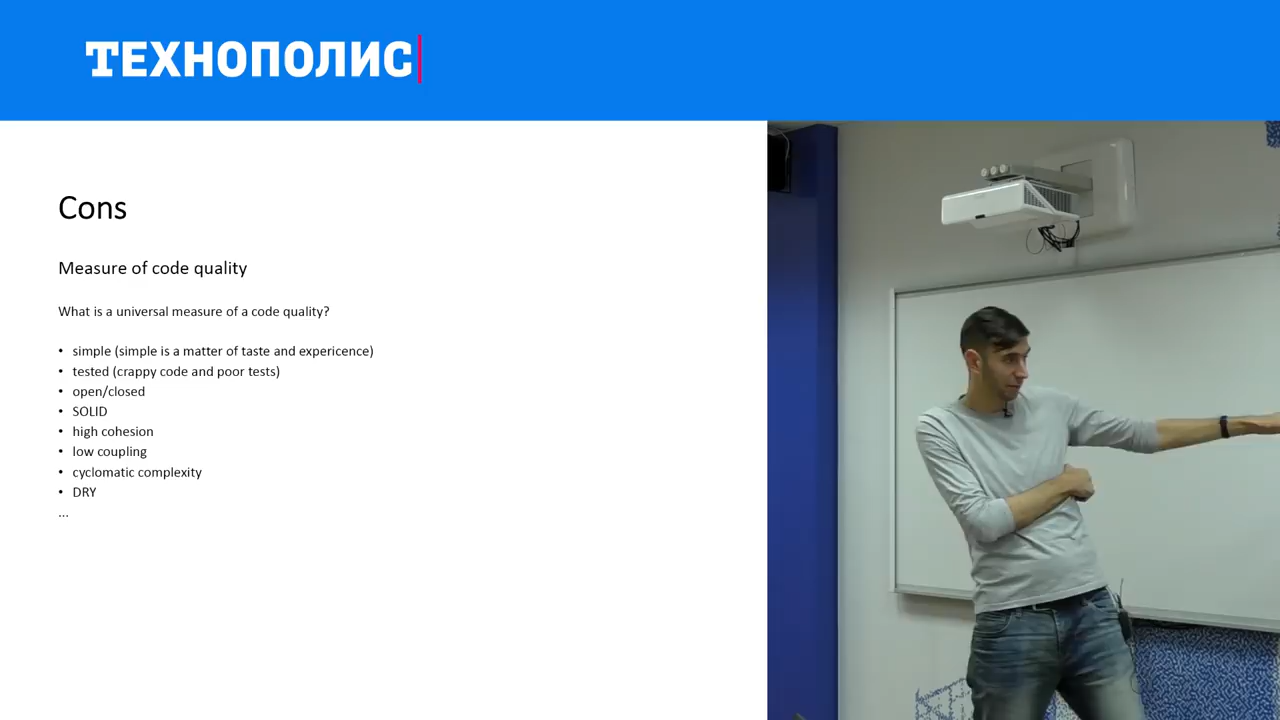 ТЕХНОПОЛИС
Cons
Measure of code quality
What is a universal measure of a code quality?
• simple (simple is a matter of taste and expericence)
• tested (crappy code and poor tests)
• open/closed
• SOLID
• high cohesion
• low coupling
• cyclomatic complexity
• DRY
...